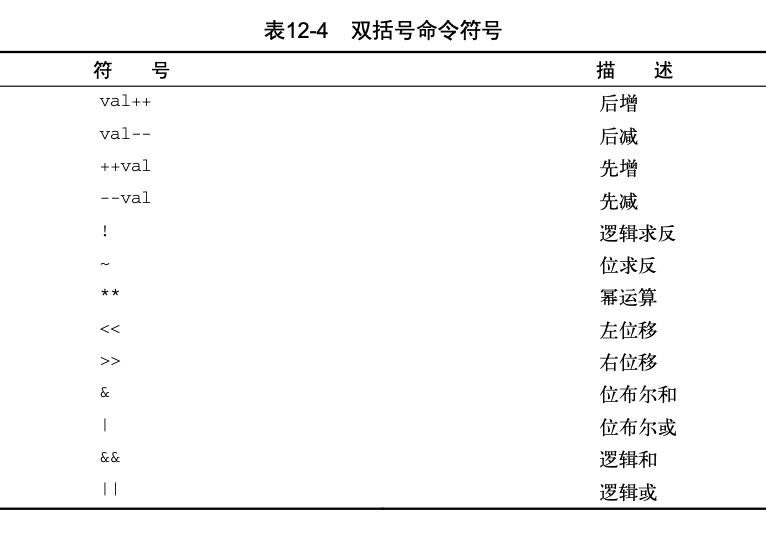 表12-4 双括号命令符号
符 号 描 述
val++ 后增
val-- 后减
++val 先增
--val 先减
! 逻辑求反
~ 位求反
** 幂运算
<< 左位移
>> 右位移
& 位布尔和
| 位布尔或
&& 逻辑和
|| 逻辑或